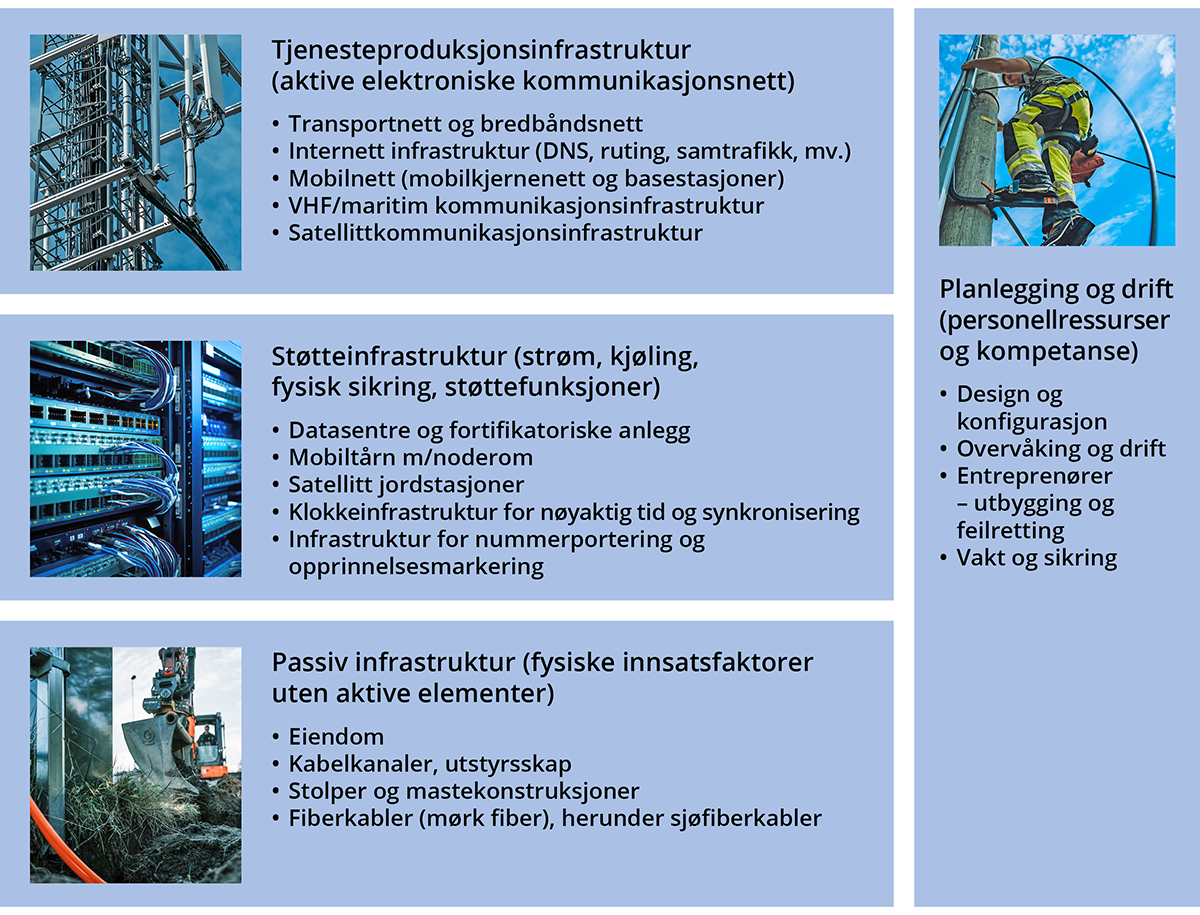 Tjenesteproduksjonsinfrastruktur
(aktive elektroniske kommunikasjonsnett)
• Transportnett og bredbåndsnett
• Internett infrastruktur (DNS, ruting, samtrafikk, mv.)
• Mobilnett (mobilkjernenett og basestasjoner)
• VHF/maritim kommunikasjonsinfrastruktur
• Satellittkommunikasjonsinfrastruktur
Støtteinfrastruktur (strøm, kjøling,
fysisk sikring, støttefunksjoner)
• Datasentre og fortifikatoriske anlegg
• Mobiltårn m/noderom
• Satellitt jordstasjoner
• Klokkeinfrastruktur for nøyaktig tid og synkronisering
• Infrastruktur for nummerportering og
opprinnelsesmarkering
Passiv infrastruktur (fysiske innsatsfaktorer
uten aktive elementer)
• Eiendom
• Kabelkanaler, utstyrsskap
• Stolper og mastekonstruksjoner
• Fiberkabler (mørk fiber), herunder sjøfiberkabler
Planlegging og drift
(personellressurser
og kompetanse)
• Design og
konfigurasjon
• Overvåking og drift
• Entreprenører
– utbygging og
feilretting
• Vakt og sikring